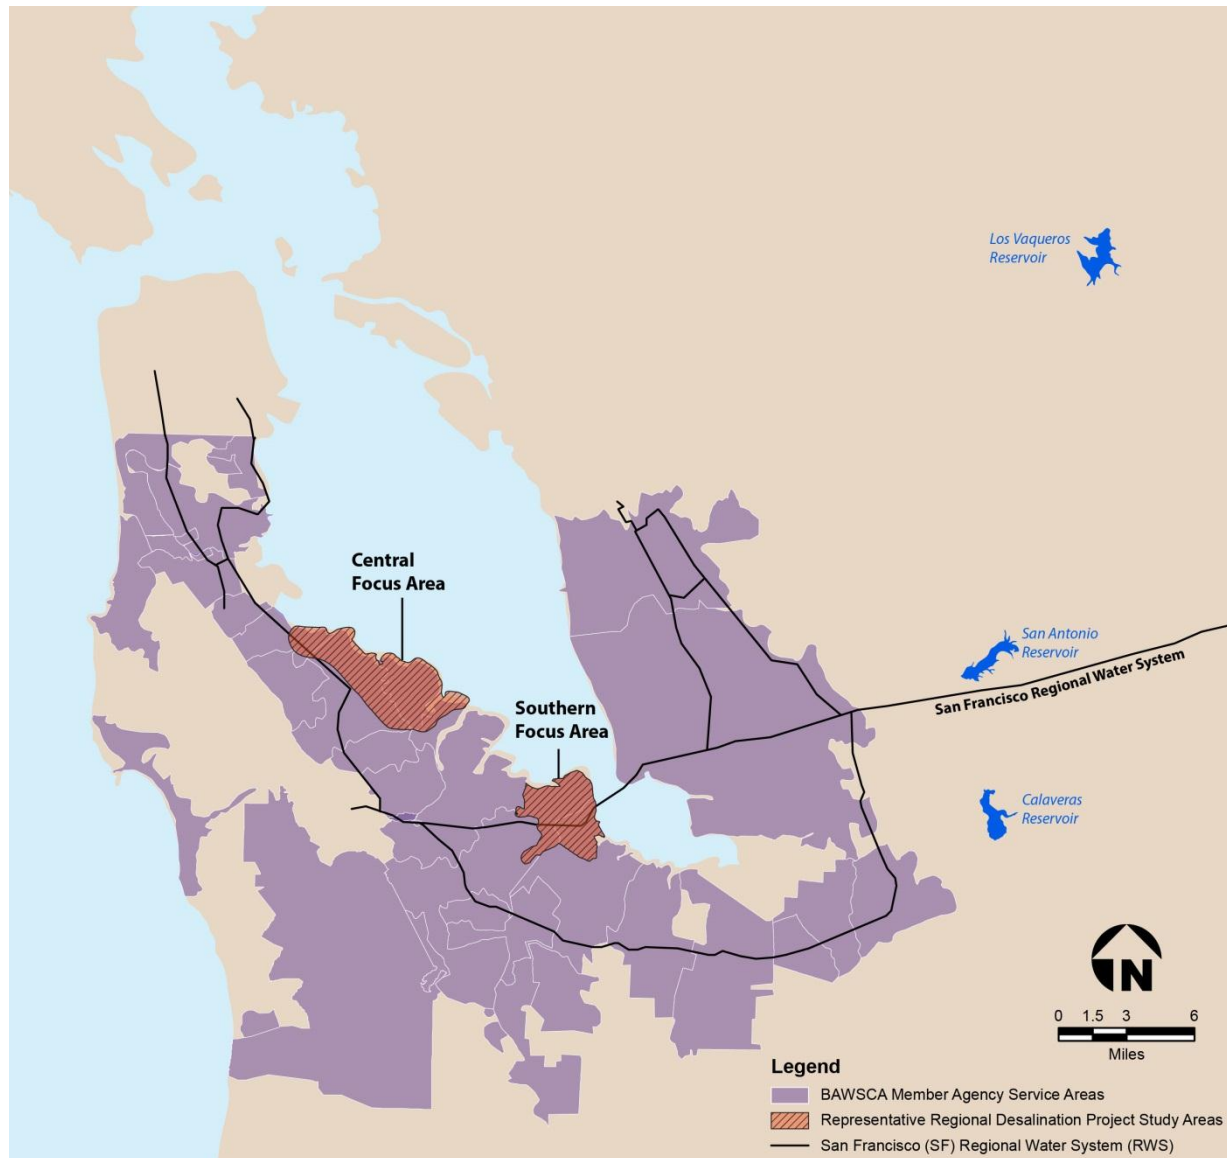 Los Vaqueros
Reservoir
Central
Focus Area
San Antonio
Reservoir
San Francisco Regional Water System
Southern
Focus Area
Calaveras
Reservoir
N
0 1.5 3 6
Miles
Legend
BAWSCA Member Agency Service Areas
Representative Regional Desalination Project Study Areas
San Francisco (SF) Regional Water System (RWS)